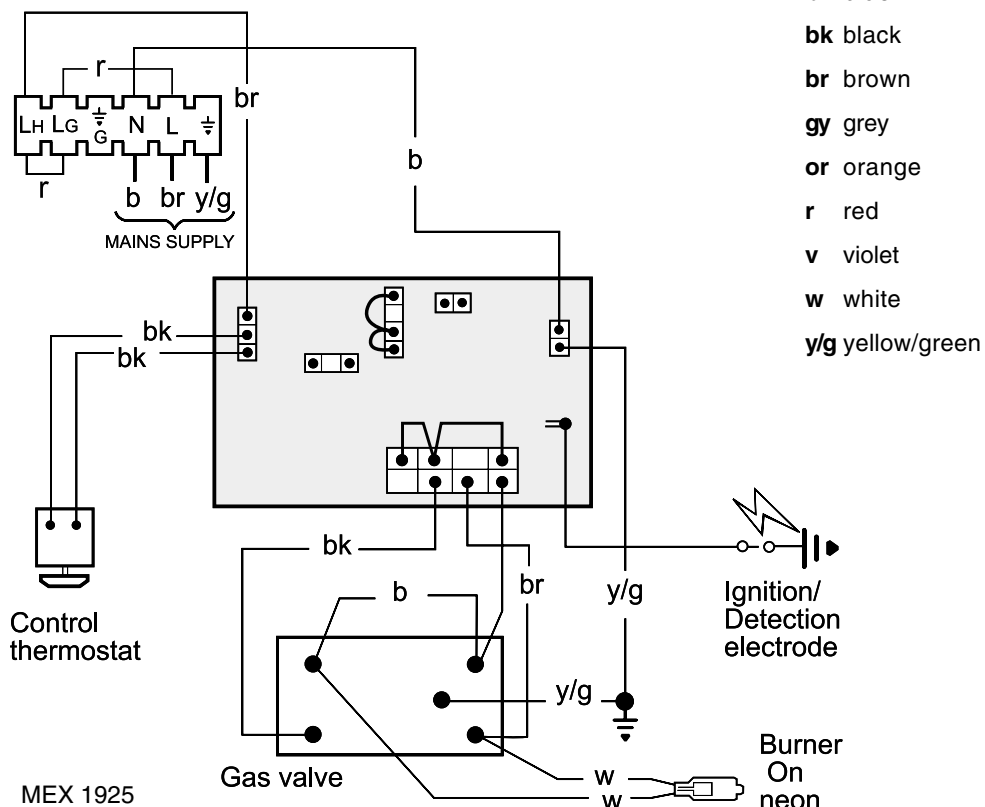 bk black
br brown
gy grey
or orange
r red
v violet
w white
y/g yellow/green
r
br
LH LG G N L
r
b br y/g
MAINS SUPPLY
b
bk
bk
bk
b
br
y/g
y/g
w
w
Control
thermostat
Gas valve
Ignition/
Detection
electrode
Burner
On
neon
MEX 1925